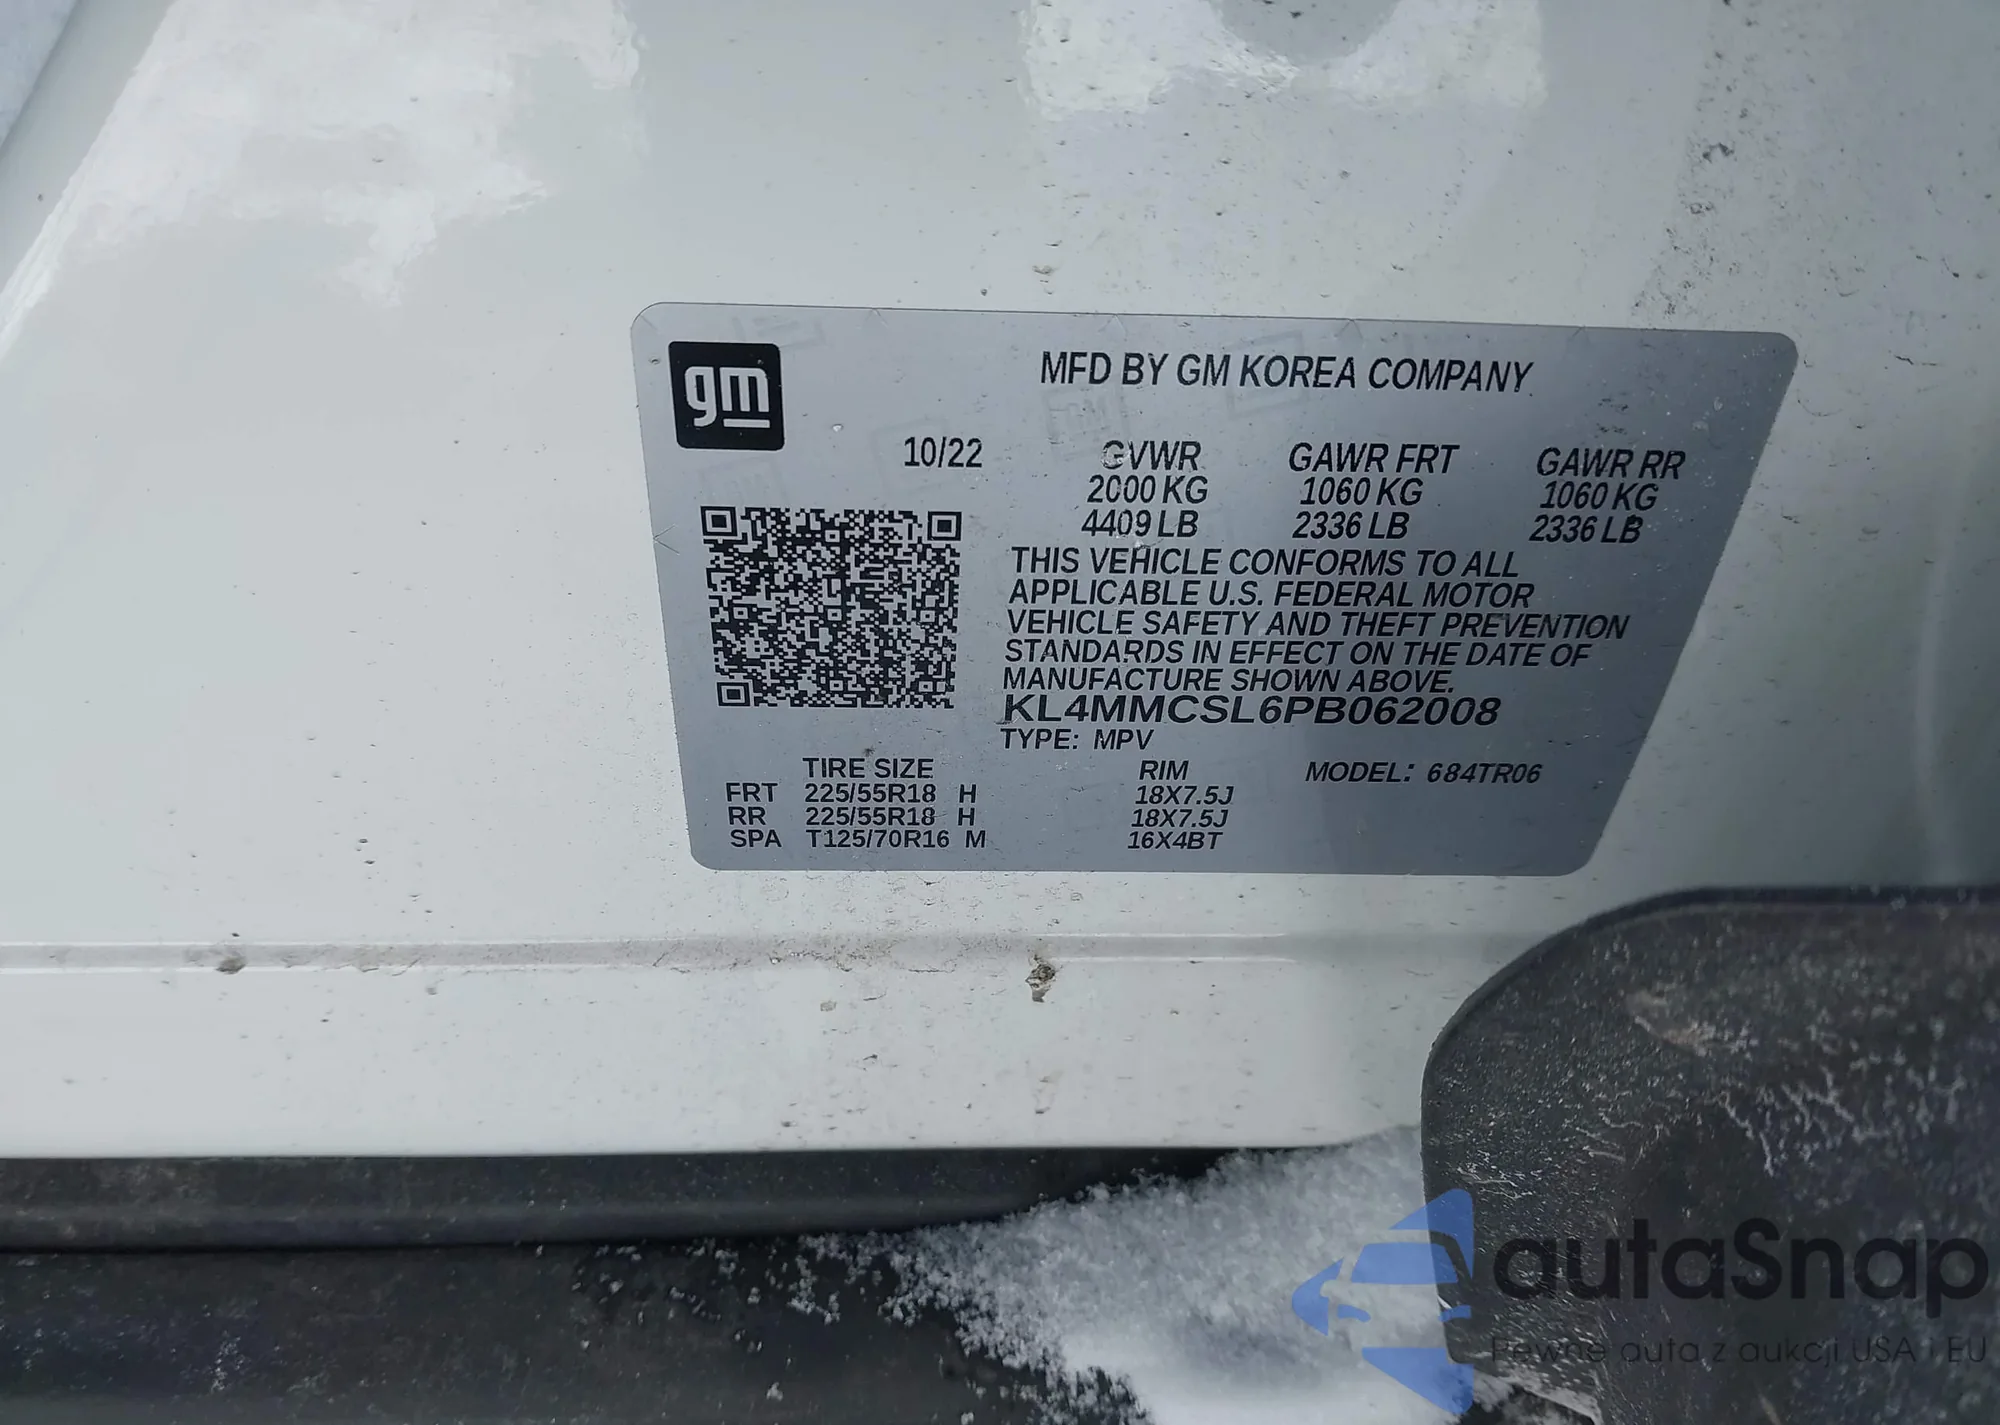 gm
MFD BY GM KOREA COMPANY
10/22 GVWR GAWR FRT GAWR RR
2000 KG 1060 KG 1060 KG
4409 LB 2336 LB 2336 LB
THIS VEHICLE CONFORMS TO ALL
APPLICABLE U.S. FEDERAL MOTOR
VEHICLE SAFETY AND THEFT PREVENTION
STANDARDS IN EFFECT ON THE DATE OF
MANUFACTURE SHOWN ABOVE.
KL4MMCSL6PB062008
TYPE: MPV
TIRE SIZE RIM MODEL: 684TR06
FRT 225/55R18 H 18X7.5J
RR 225/55R18 H 18X7.5J
SPA T125/70R16 M 16X4BT
autaSnap
Pewne auta z aukcji USA i EU